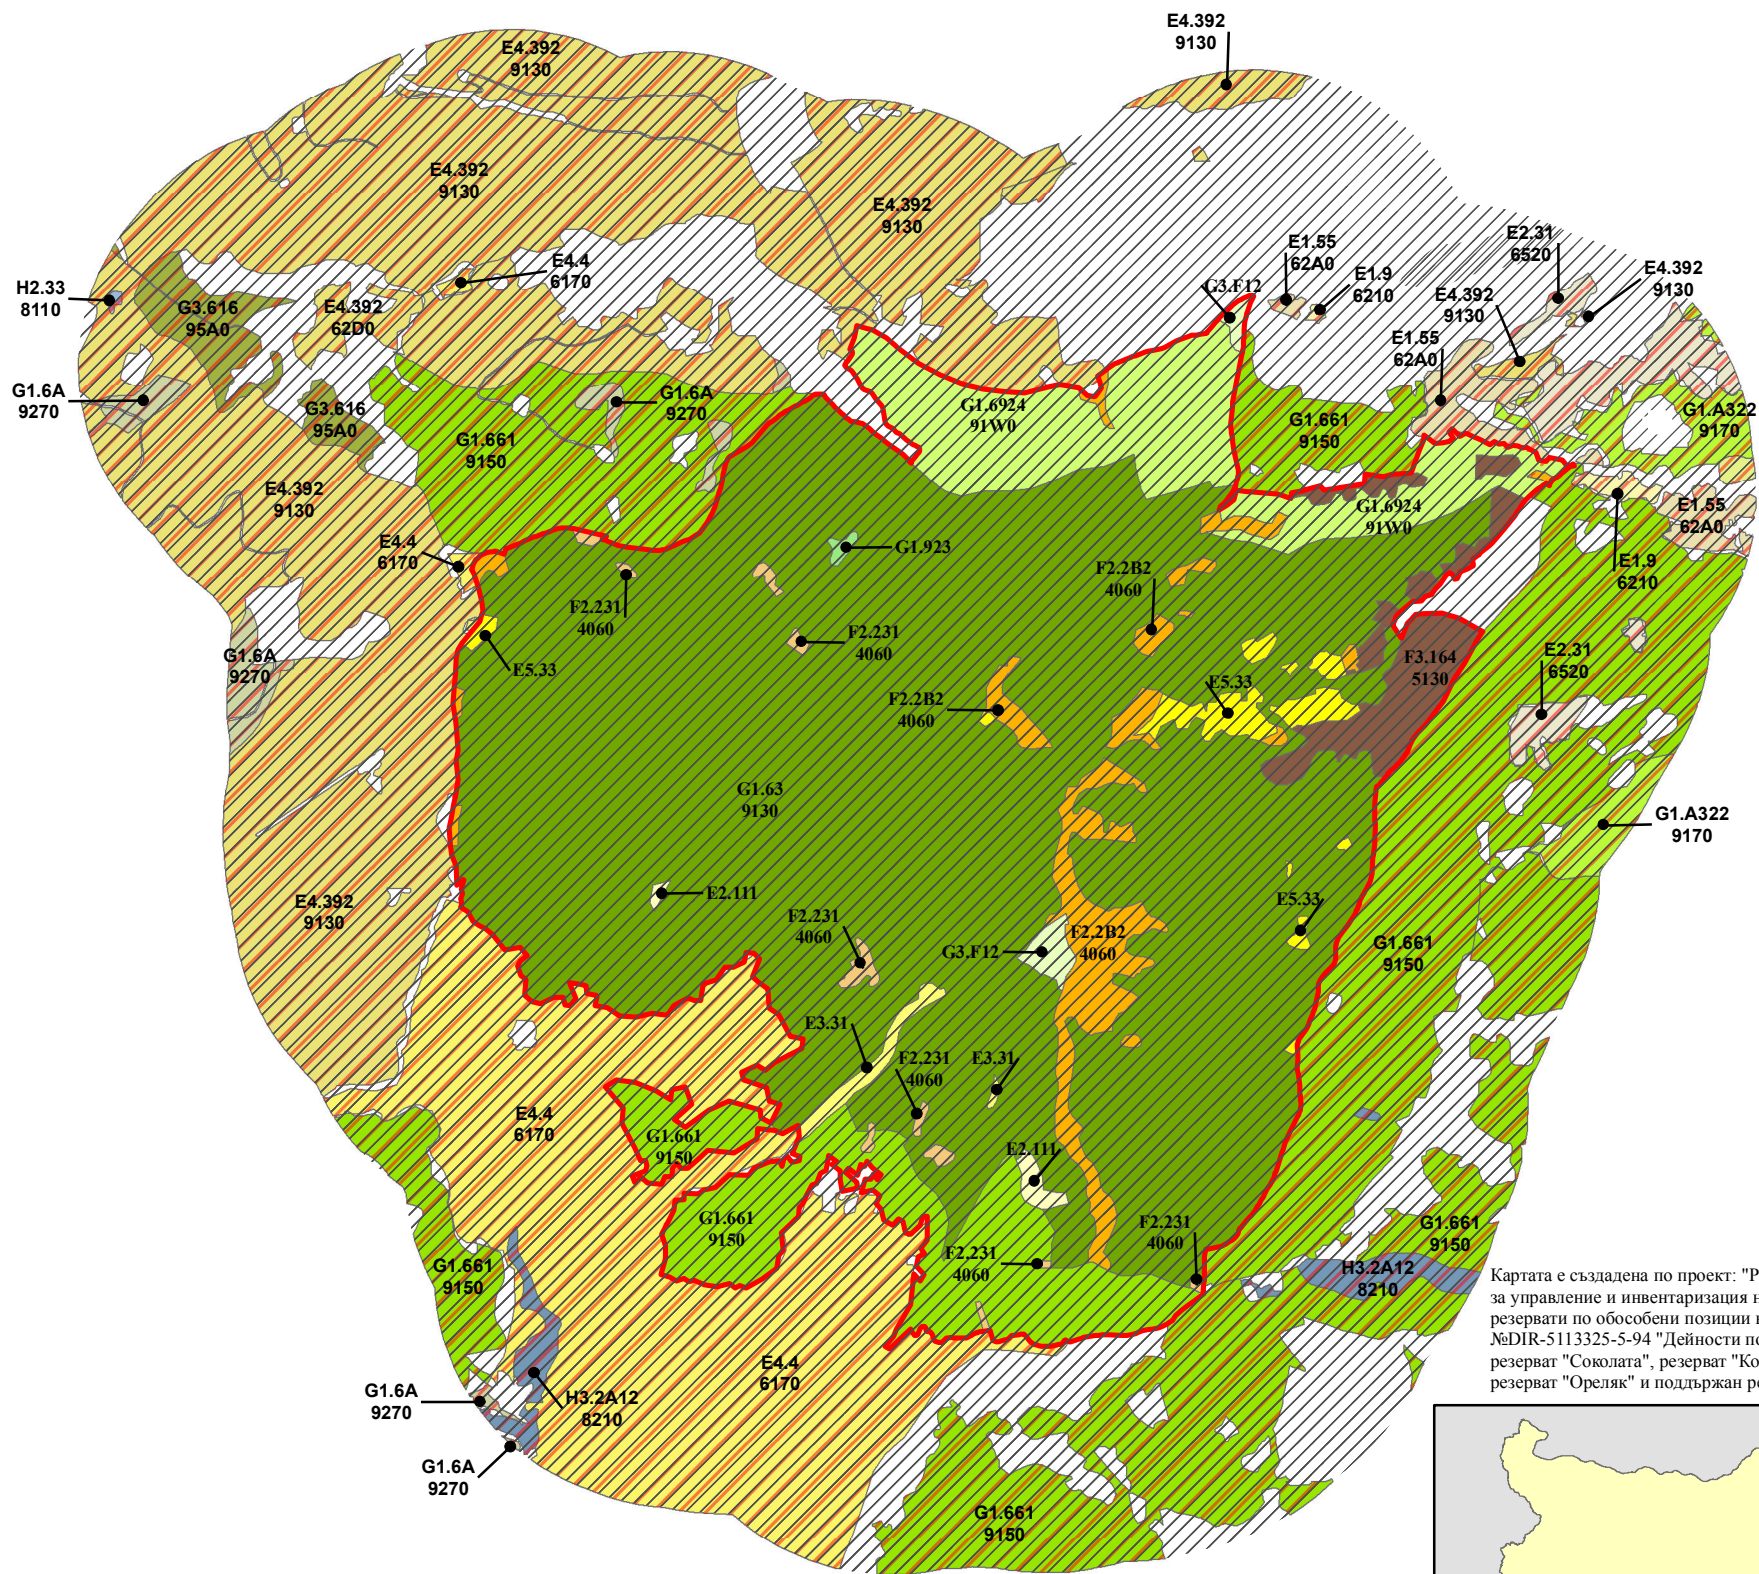 E4.392
9130
E4.392
9130
E4.392
9130
E4.392
9130
E4.4
6170
H2.33
8110
G3.616
95A0
E4.392
62D0
G3.F12
E1.55
62A0
E1.9
6210
E2.31
6520
E4.392
9130
E4.392
9130
E1.55
62A0
G1.6A
9270
G3.616
95A0
G1.6A
9270
G1.661
9150
G1.6924
91W0
G1.661
9150
G1.A322
9170
E4.392
9130
G1.6924
91W0
E1.55
62A0
E4.4
6170
G1.923
F2.2B2
4060
E1.9
6210
F2.231
4060
F2.231
4060
G1.6A
9270
E5.33
F3.164
5130
E2.31
6520
F2.2B2
4060
E5.33
G1.63
9130
G1.A322
9170
E4.392
9130
E2.111
F2.231
4060
G3.F12
F2.2B2
4060
E5.33
G1.661
9150
E3.31
F2.231
4060
E3.31
E4.4
6170
G1.661
9150
E2.111
G1.661
9150
F2.231
4060
F2.231
4060
G1.661
9150
G1.661
9150
H3.2A12
8210
Картата е създадена по проект: "Р
за управление и инвентаризация н
резервати по обособени позиции
№DIR-5113325-5-94 "Дейности по
резерват "Соколата", резерват "Ко
резерват "Ореляк" и поддържан ре
E4.4
6170
G1.6A
9270
H3.2A12
8210
G1.6A
9270
G1.661
9150